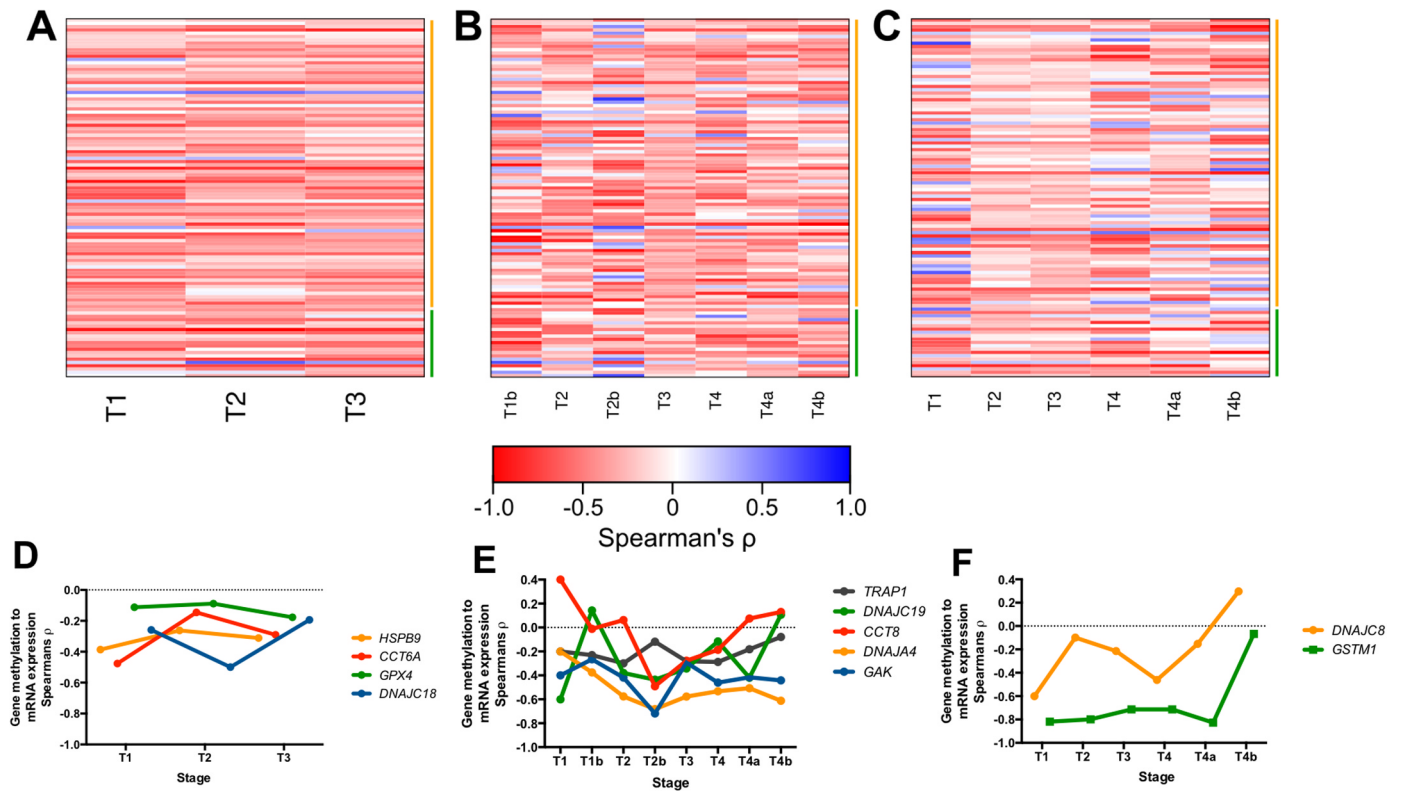 A
B
C
T1
T2
T3
T1b
T2
T2b
T3
T4
T4a
T4b
T1
T2
T3
T4
T4a
T4b
-1.0
-0.5
0
0.5
1.0
Spearman's ρ
D
Gene methylation to
mRNA expression
Spearmans ρ
0.0
-0.2
-0.4
-0.6
-0.8
-1.0
T1
T2
T3
Stage
HSPB9
CCT6A
GPX4
DNAJC18
E
Gene methylation to
mRNA expression
Spearmans ρ
0.4
0.2
0.0
-0.2
-0.4
-0.6
-0.8
-1.0
T1
T1b
T2
T2b
T3
T4
T4a
T4b
Stage
TRAP1
DNAJC19
CCT8
DNAJA4
GAK
F
Gene methylation to
mRNA expression
Spearmans ρ
0.4
0.2
0.0
-0.2
-0.4
-0.6
-0.8
-1.0
T1
T2
T3
T4
T4a
T4b
Stage
DNAJC8
GSTM1